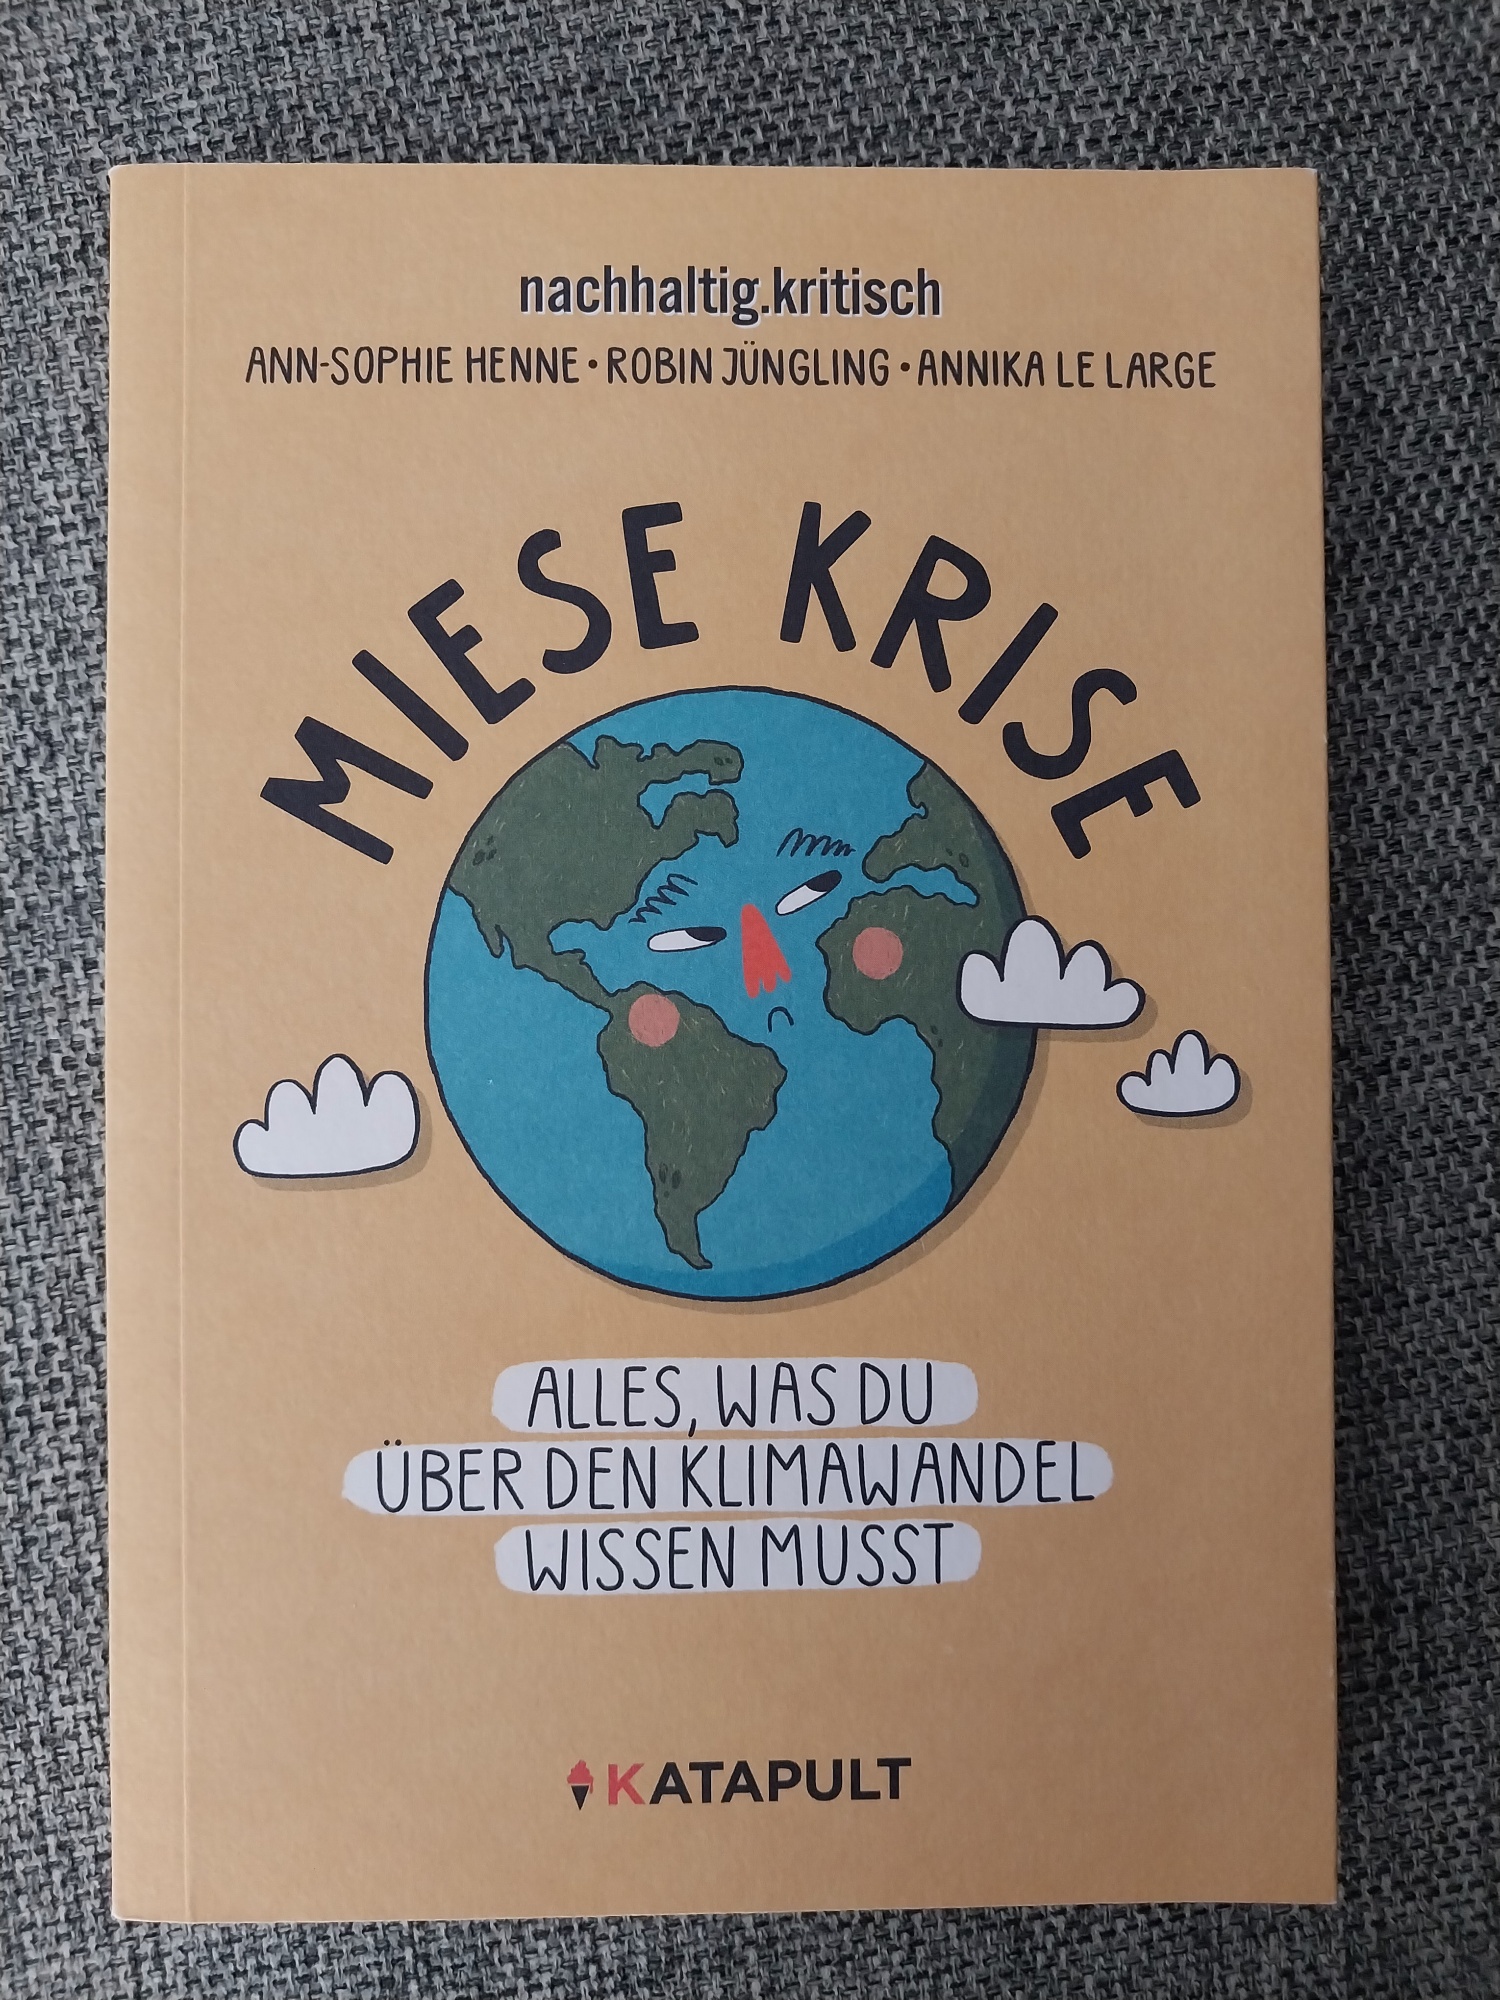 nachhaltig.kritisch
ANN-SOPHIE HENNE • ROBIN JÜNGLING • ANNIKA LE LARGE
MIESE KRISE
ALLES, WAS DU
ÜBER DEN KLIMAWANDEL
WISSEN MUSST
KATAPULT